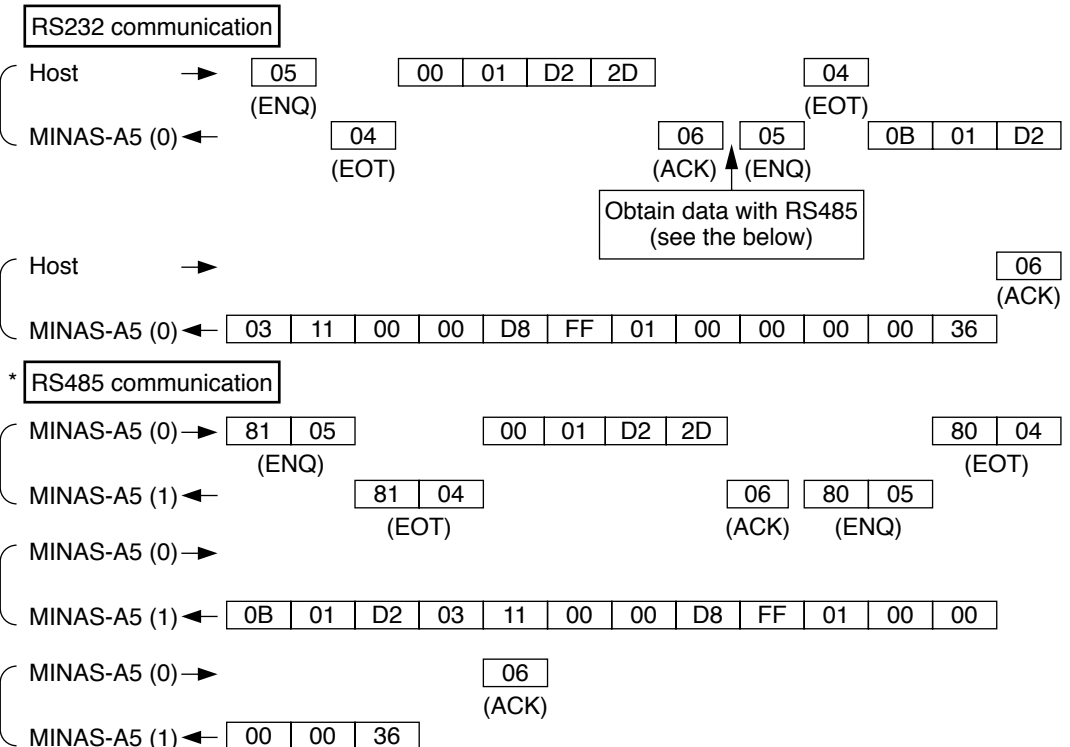 RS232 communication
Host 05 00 01 D2 2D 04
(ENQ) (EOT)
MINAS-A5 (0) 04 06 05 0B 01 D2
(EOT) (ACK) (ENQ)
Obtain data with RS485
(see the below)
Host 06
(ACK)
MINAS-A5 (0) 03 11 00 00 D8 FF 01 00 00 00 00 36
* RS485 communication
MINAS-A5 (0) 81 05 00 01 D2 2D 80 04
(ENQ) (EOT)
MINAS-A5 (1) 81 04 06 80 05
(EOT) (ACK) (ENQ)
MINAS-A5 (0)
MINAS-A5 (1) 0B 01 D2 03 11 00 00 D8 FF 01 00 00
MINAS-A5 (0) 06
(ACK)
MINAS-A5 (1) 00 00 36